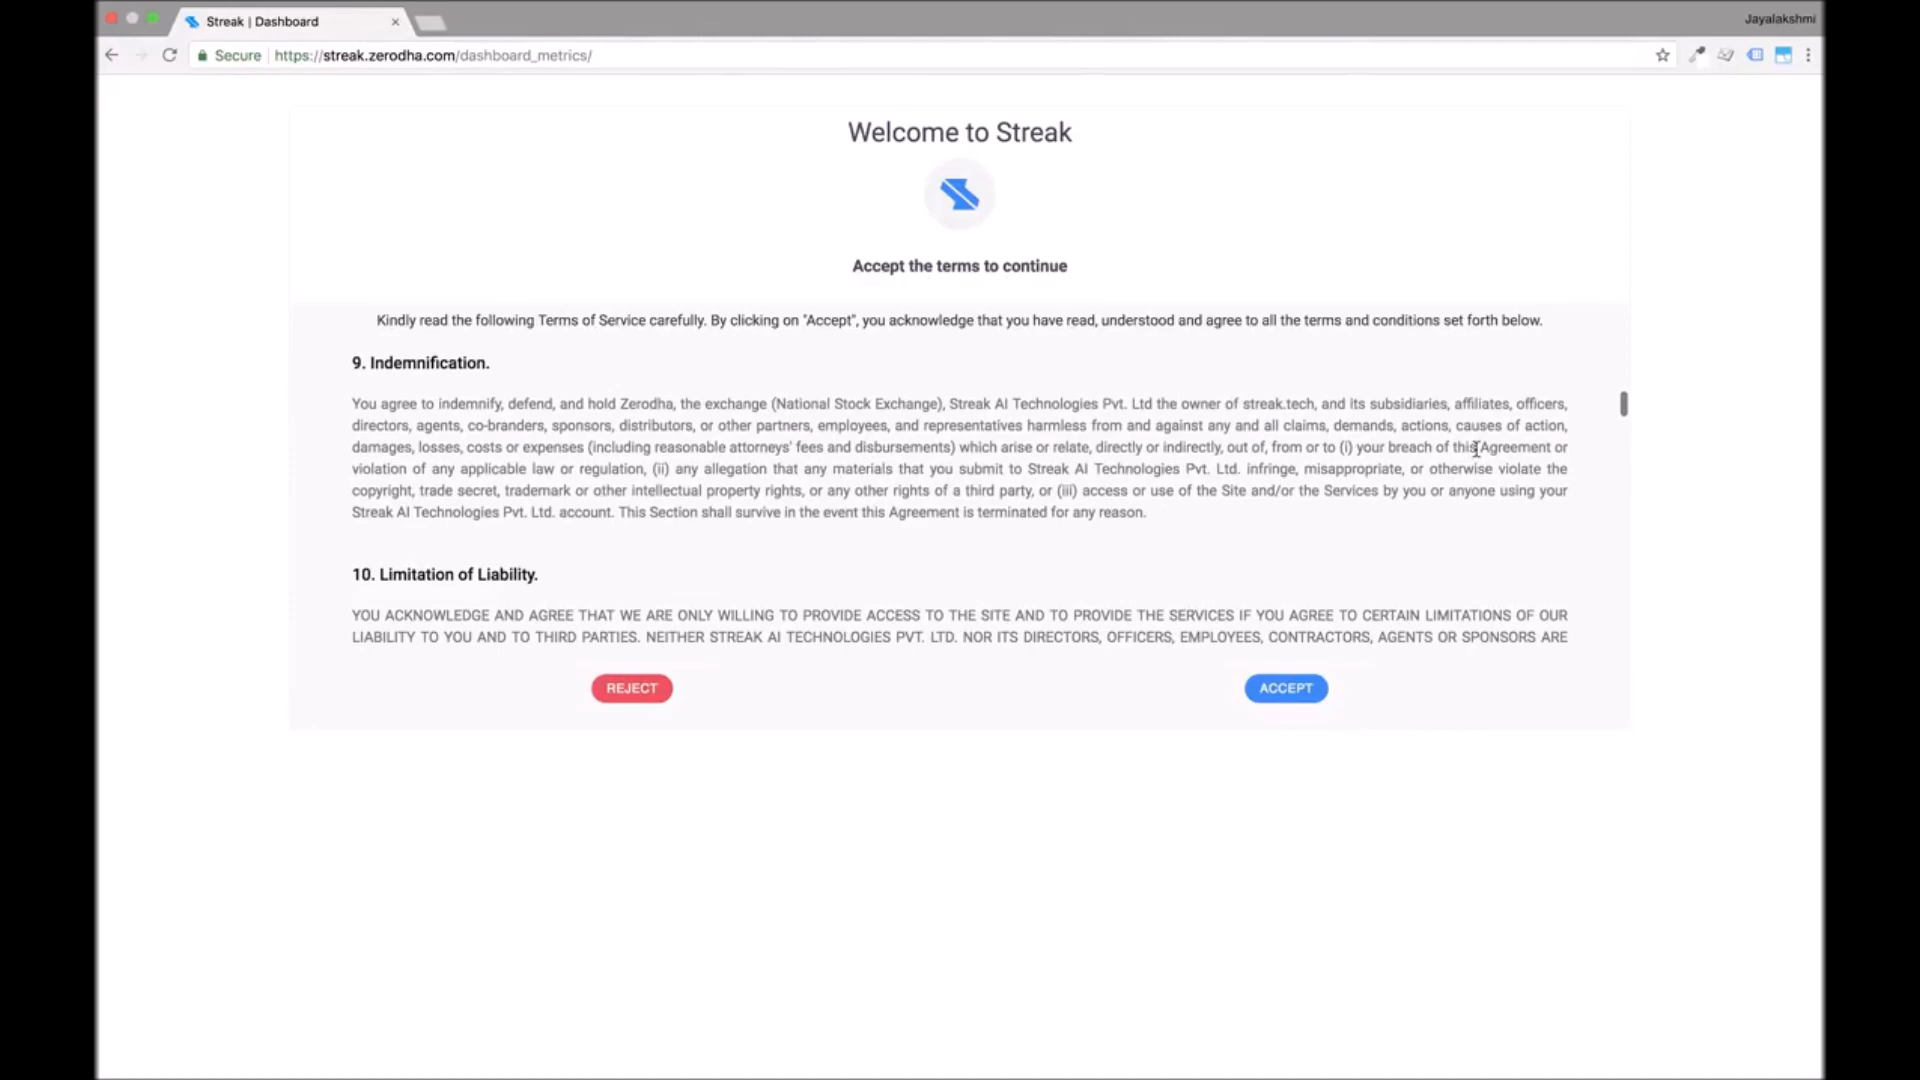 Streak | Dashboard
Jayalakshmi
Secure
https://streak.zerodha.com/dashboard_metrics/
Welcome to Streak
Accept the terms to continue
Kindly read the following Terms of Service carefully. By clicking on "Accept", you acknowledge that you have read, understood and agree to all the terms and conditions set forth below.
9. Indemnification.
You agree to indemnify, defend, and hold Zerodha, the exchange (National Stock Exchange), Streak AI Technologies Pvt. Ltd the owner of streak.tech, and its subsidiaries, affiliates, officers,
directors, agents, co-branders, sponsors, distributors, or other partners, employees, and representatives harmless from and against any and all claims, demands, actions, causes of action,
damages, losses, costs or expenses (including reasonable attorneys' fees and disbursements) which arise or relate, directly or indirectly, out of, from or to (i) your breach of this Agreement or
violation of any applicable law or regulation, (ii) any allegation that any materials that you submit to Streak AI Technologies Pvt. Ltd. infringe, misappropriate, or otherwise violate the
copyright, trade secret, trademark or other intellectual property rights, or any other rights of a third party, or (iii) access or use of the Site and/or the Services by you or anyone using your
Streak AI Technologies Pvt. Ltd. account. This Section shall survive in the event this Agreement is terminated for any reason.
10. Limitation of Liability.
YOU ACKNOWLEDGE AND AGREE THAT WE ARE ONLY WILLING TO PROVIDE ACCESS TO THE SITE AND TO PROVIDE THE SERVICES IF YOU AGREE TO CERTAIN LIMITATIONS OF OUR
LIABILITY TO YOU AND TO THIRD PARTIES. NEITHER STREAK AI TECHNOLOGIES PVT. LTD. NOR ITS DIRECTORS, OFFICERS, EMPLOYEES, CONTRACTORS, AGENTS OR SPONSORS ARE
REJECT
ACCEPT